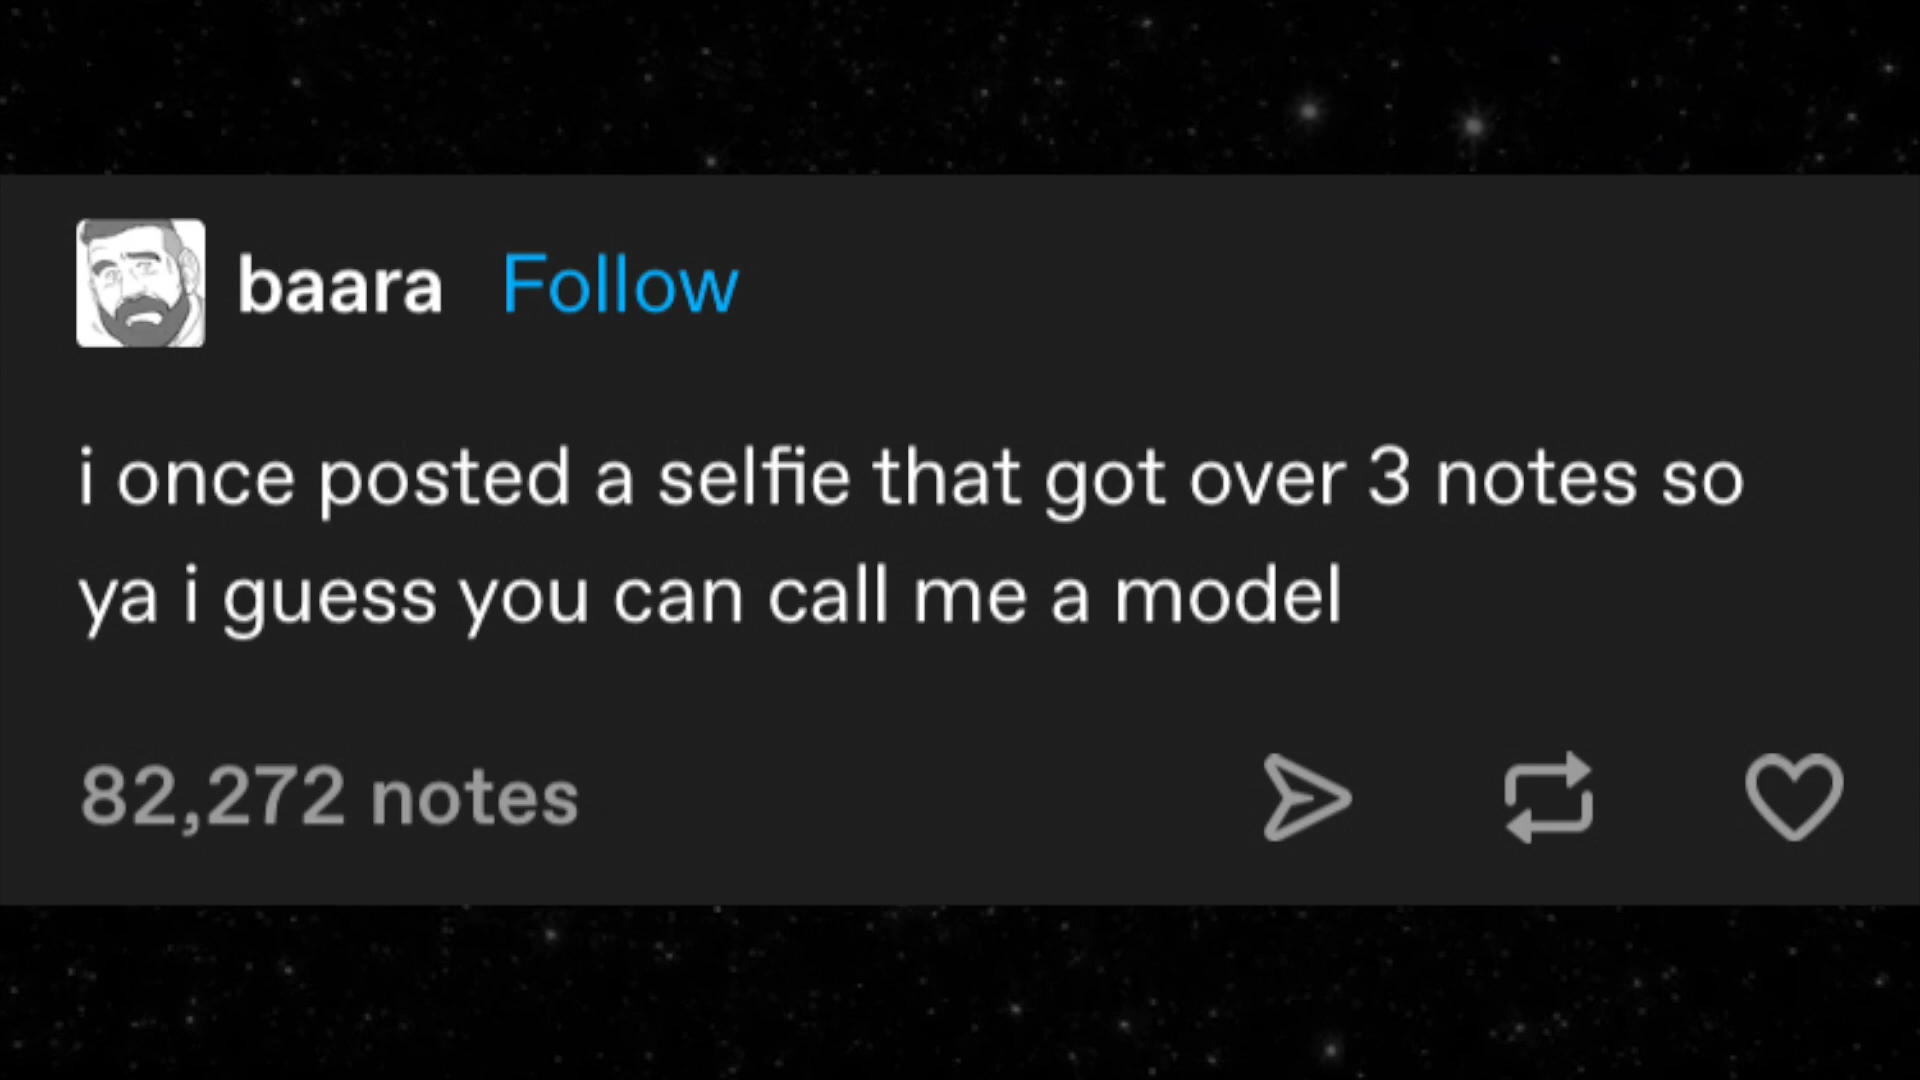 baara Follow
i once posted a selfie that got over 3 notes so
ya i guess you can call me a model
82,272 notes